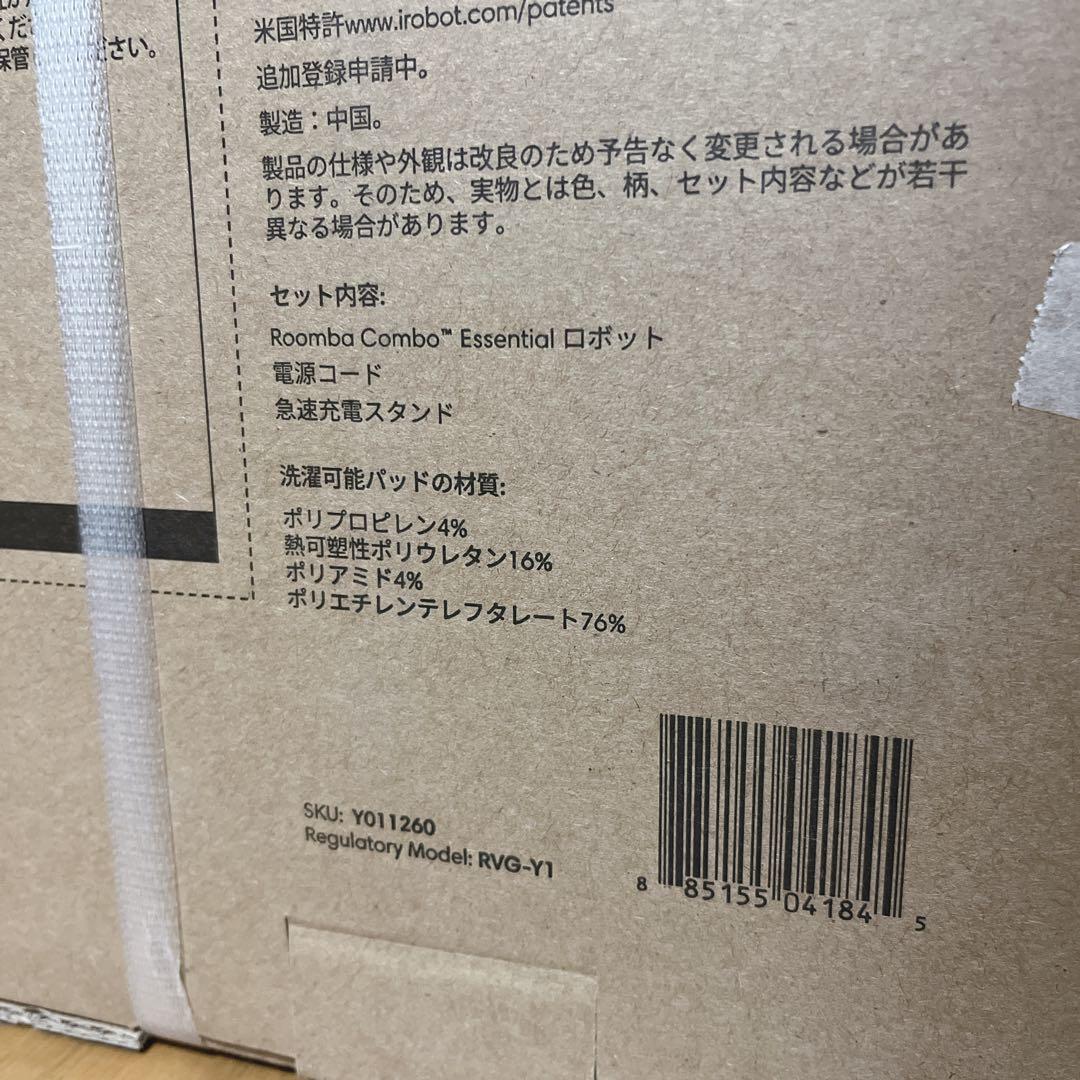 くだ
保管 さい。
米国特許www.irobot.com/patents
追加登録申請中。
製造：中国。
製品の仕様や外観は改良のため予告なく変更される場合があ
ります。そのため、実物とは色、柄、セット内容などが若干
異なる場合があります。
セット内容:
Roomba Combo™ Essential ロボット
電源コード
急速充電スタンド
洗濯可能パッドの材質:
ポリプロピレン4%
熱可塑性ポリウレタン16%
ポリアミド4%
ポリエチレンテレフタレート76%
SKU: Y011260
Regulatory Model: RVG-Y1
8 85155 04184 5